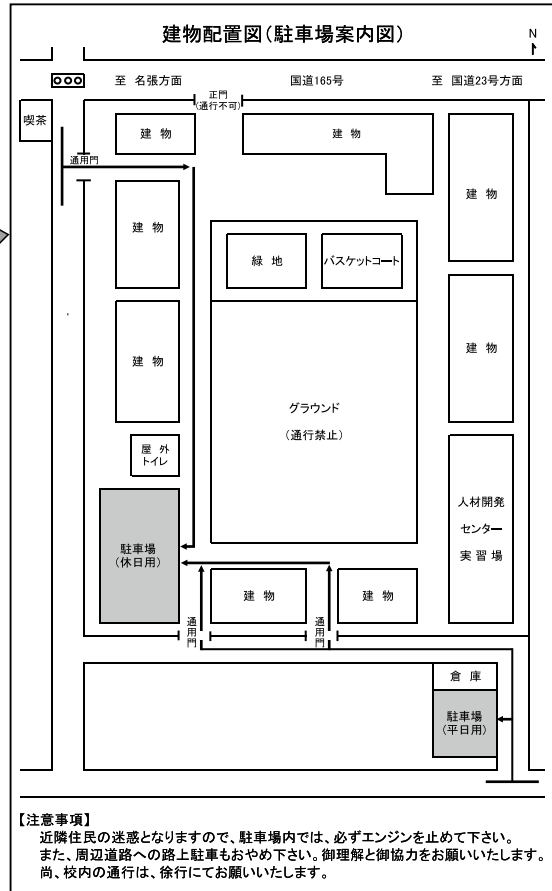 建物配置図(駐車場案内図)
N
至 名張方面
国道165号
至 国道23号方面
正門
(通行不可)
喫茶
建 物
建 物
建 物
通用門
建 物
緑 地
バスケットコート
建 物
建 物
グラウンド
(通行禁止)
屋 外
トイレ
人材開発
センター
実 習 場
駐車場
(休日用)
建 物
建 物
通用門
通用門
倉 庫
駐車場
(平日用)
【注意事項】
近隣住民の迷惑となりますので、駐車場内では、必ずエンジンを止めて下さい。
また、周辺道路への路上駐車もおやめ下さい。御理解と御協力をお願いいたします。
尚、校内の通行は、徐行にてお願いいたします。